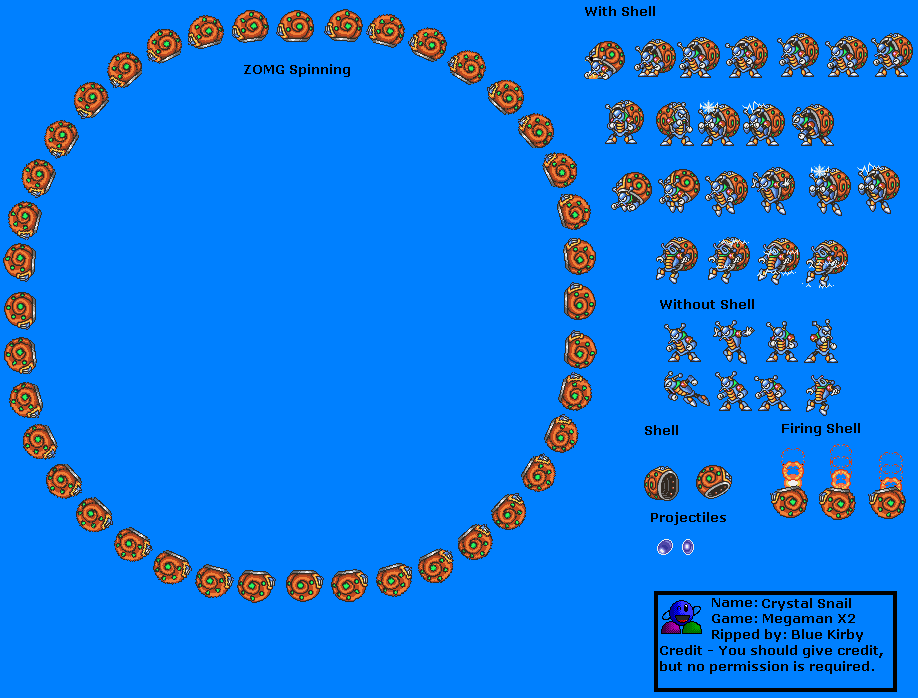 With Shell
ZOMG Spinning
Without Shell
Shell
Firing Shell
Projectiles
Name: Crystal Snail
Game: Megaman X2
Ripped by: Blue Kirby
Credit - You should give credit,
but no permission is required.